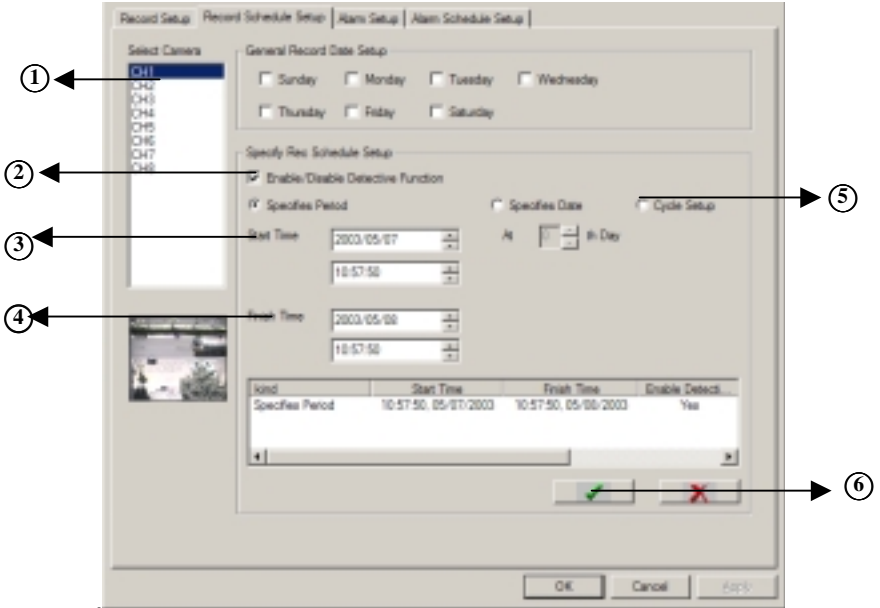 Record Setup Record Schedule Setup Alarm Setup Alarm Schedule Setup
Select Camera
General Record Date Setup
1
CH1
CH2
CH3
CH4
CH5
CH6
CH7
CH8
Sunday Monday Tuesday Wednesday
Thursday Friday Saturday
Specify Rec Schedule Setup
2
Enable/Disable Detective Function
Specifies Period Specifies Date Cycle Setup
5
3
Start Time 2003/05/07 At 0 th Day
10:57:50
4
Finish Time 2003/05/08
10:57:50
kind Start Time Finish Time Enable Detecti...
Specifies Period 10:57:50, 05/07/2003 10:57:50, 05/08/2003 Yes
6
OK Cancel Apply